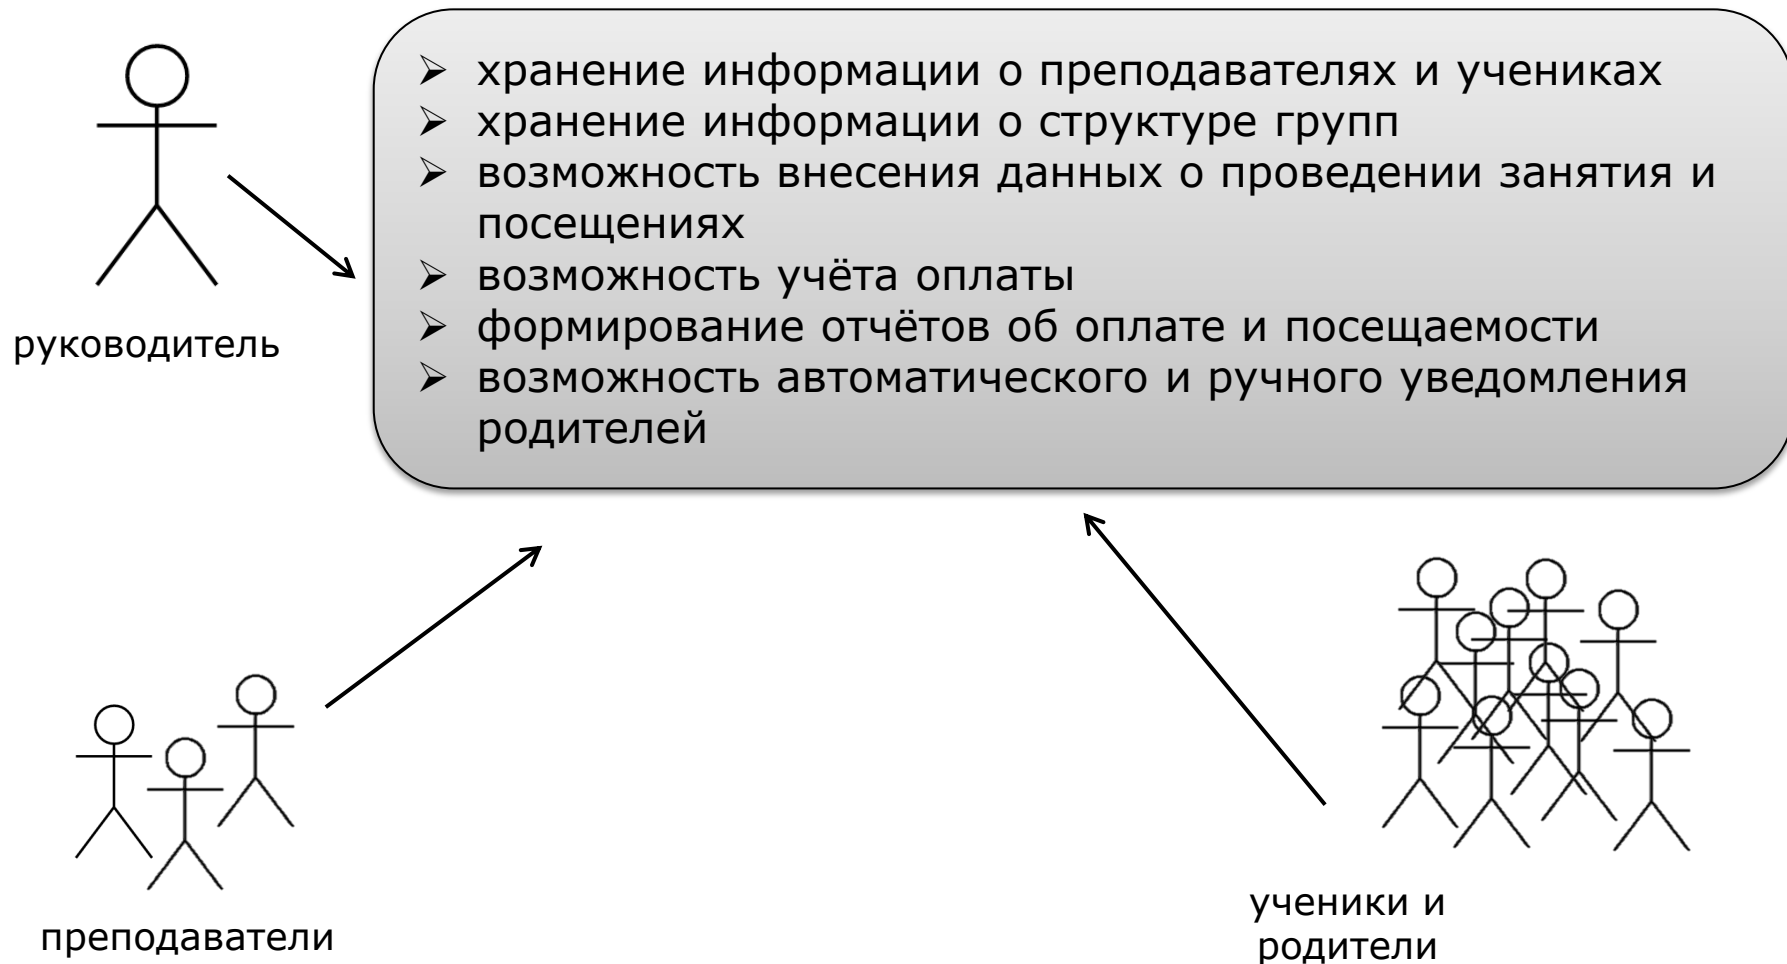 ➢ хранение информации о преподавателях и учениках
➢ хранение информации о структуре групп
➢ возможность внесения данных о проведении занятия и
посещениях
➢ возможность учёта оплаты
➢ формирование отчётов об оплате и посещаемости
➢ возможность автоматического и ручного уведомления
родителей
руководитель
преподаватели
ученики и
родители